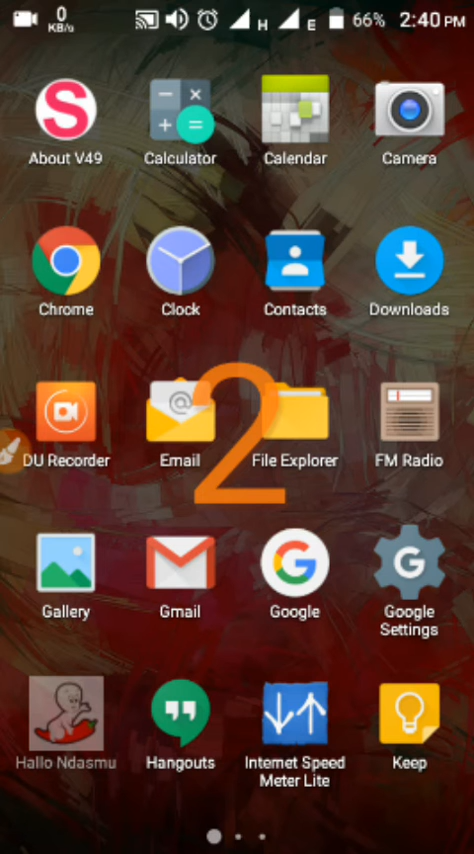 0
KB/s
H
E
66%
2:40 PM
S
About V49
Calculator
Calendar
Camera
Chrome
Clock
Contacts
Downloads
2
DU Recorder
@
Email
File Explorer
FM Radio
Gallery
Gmail
G
Google
G
Google
Settings
Hallo Ndasmu
Hangouts
Internet Speed
Meter Lite
Keep